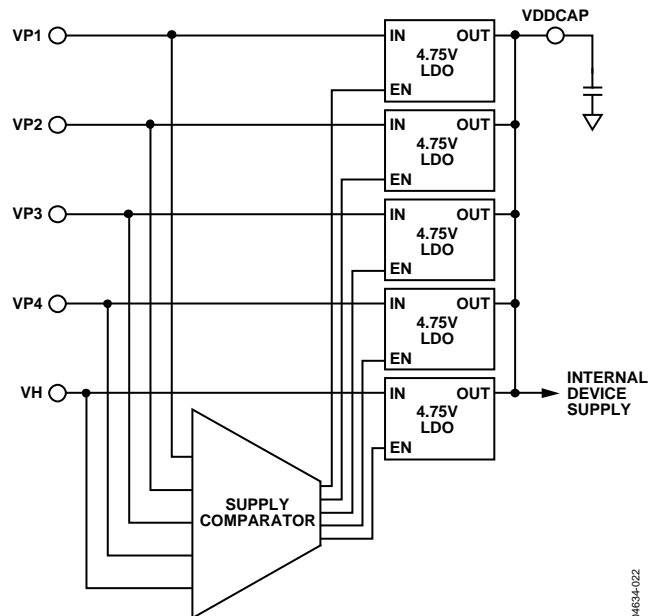 VDDCAP
VP1
IN OUT
4.75V
LDO
EN
VP2
IN OUT
4.75V
LDO
EN
VP3
IN OUT
4.75V
LDO
EN
VP4
IN OUT
4.75V
LDO
EN
VH
IN OUT
4.75V
LDO
EN
INTERNAL
DEVICE
SUPPLY
SUPPLY
COMPARATOR
04634-022